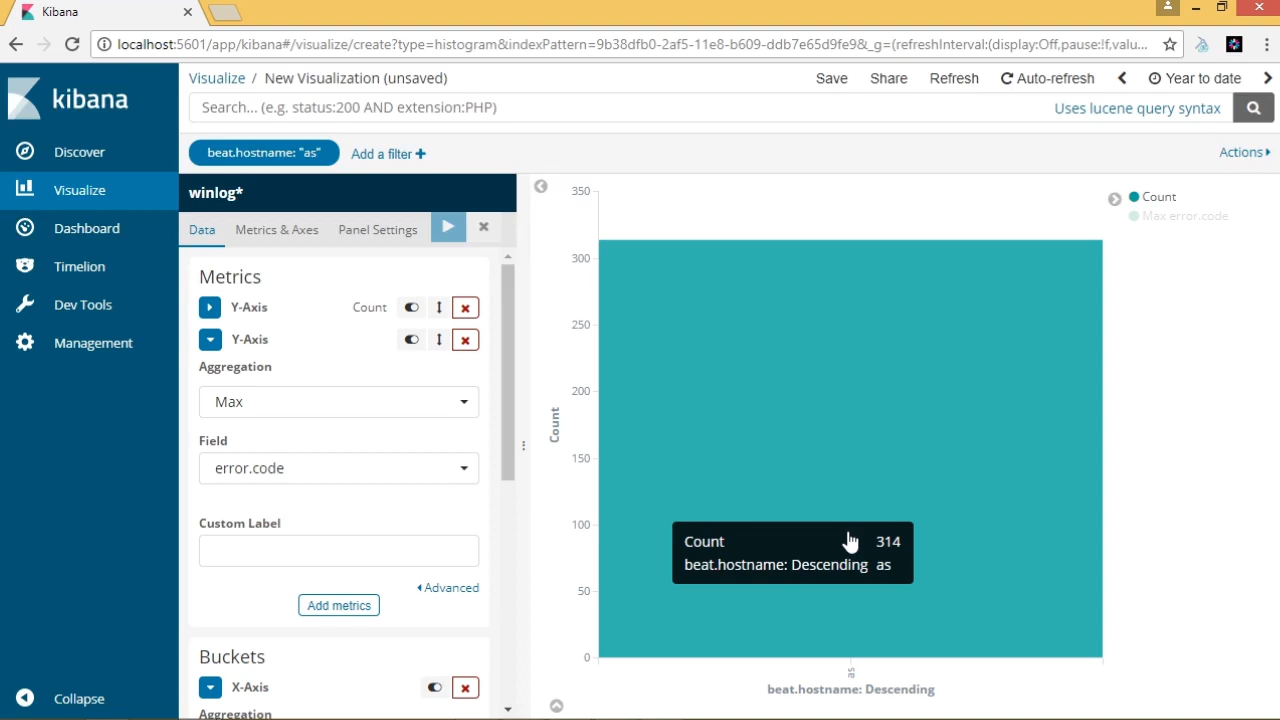 Kibana
localhost:5601/app/kibana#/visualize/create?type=histogram&indexPattern=9b38dfb0-2af5-11e8-b609-ddb7e65d9fe9&_g=(refreshInterval:(display:Off,pause:!f,valu...
kibana
Discover
Visualize
Dashboard
Timelion
Dev Tools
Management
Collapse
Visualize / New Visualization (unsaved)
Save Share Refresh Auto-refresh Year to date
Search... (e.g. status:200 AND extension:PHP) Uses lucene query syntax
beat.hostname: "as" Add a filter + Actions
winlog*
Data Metrics & Axes Panel Settings
Metrics
Y-Axis Count
Y-Axis
Aggregation
Max
Field
error.code
Custom Label
Advanced
Add metrics
Buckets
X-Axis
Aggregation
350
300
250
200
150
100
50
0
Count
Count 314
beat.hostname: Descending as
as
beat.hostname: Descending
Count
Max error.code